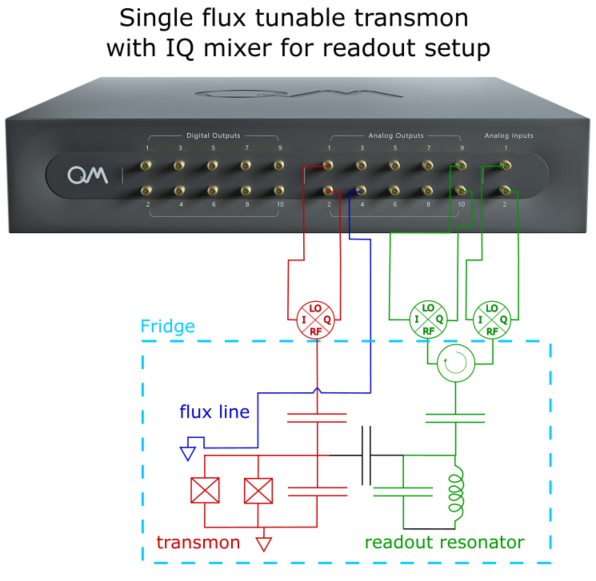 Single flux tunable transmon
with IQ mixer for readout setup
QM
Digital Outputs
Analog Outputs
Analog Inputs
1 3 5 7 9
1 3 5 7 9
1
QM
2 4 6 8 10
2 4 6 8 10
2
LO
I Q
RF
LO
I Q
RF
LO
I Q
RF
Fridge
flux line
transmon
readout resonator